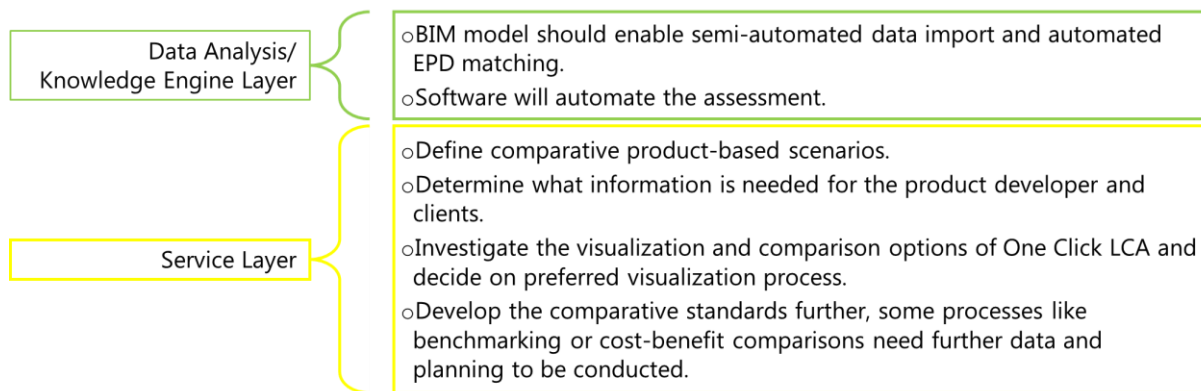 Data Analysis/
Knowledge Engine Layer
oBIM model should enable semi-automated data import and automated
EPD matching.
oSoftware will automate the assessment.
Service Layer
oDefine comparative product-based scenarios.
oDetermine what information is needed for the product developer and
clients.
oInvestigate the visualization and comparison options of One Click LCA and
decide on preferred visualization process.
oDevelop the comparative standards further, some processes like
benchmarking or cost-benefit comparisons need further data and
planning to be conducted.